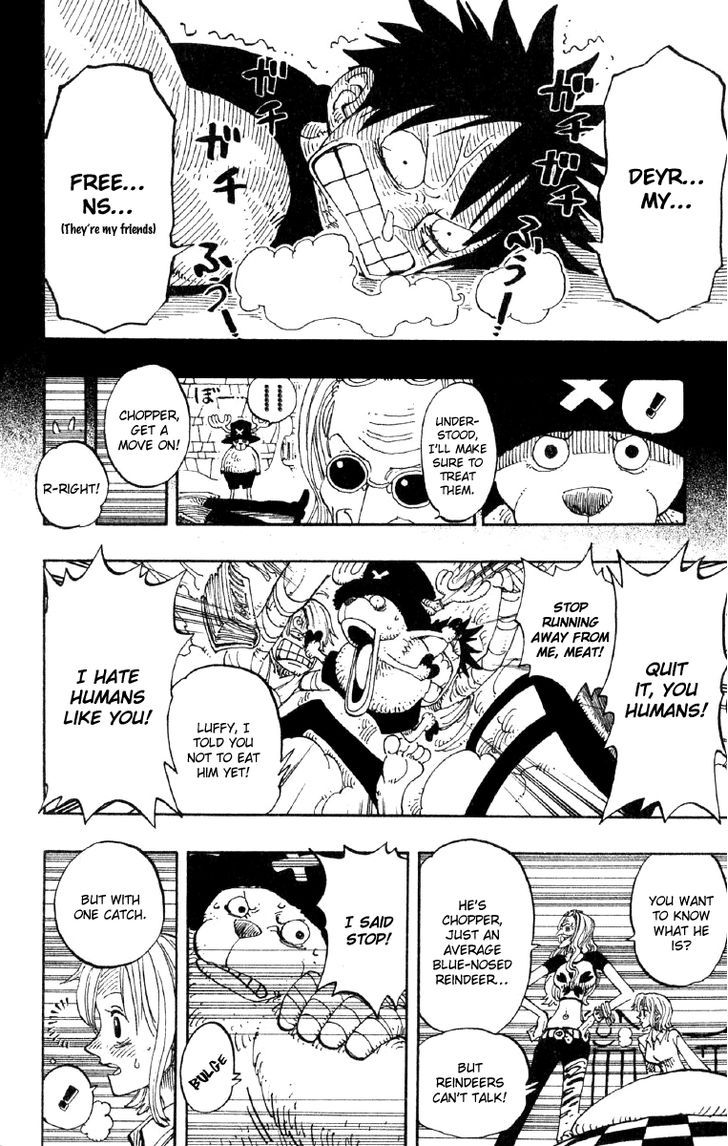 DEYR...
MY...
ガチ
ガチ
ふぅー
ガチ
ガチ
ふぅー
FREE...
NS...
(They're my friends)
!
UNDER-
STOOD,
I'LL MAKE
SURE TO
TREAT
THEM.
!!
ぼー
CHOPPER,
GET A
MOVE ON!
R-RIGHT!
QUIT
IT, YOU
HUMANS!
STOP
RUNNING
AWAY FROM
ME, MEAT!
LUFFY, I
TOLD YOU
NOT TO EAT
HIM YET!
I HATE
HUMANS
LIKE YOU!
YOU WANT
TO KNOW
WHAT HE
IS?
HE'S
CHOPPER,
JUST AN
AVERAGE
BLUE-NOSED
REINDEER...
BUT
REINDEERS
CAN'T TALK!
I SAID
STOP!
BULGE
BUT WITH
ONE CATCH.
!!